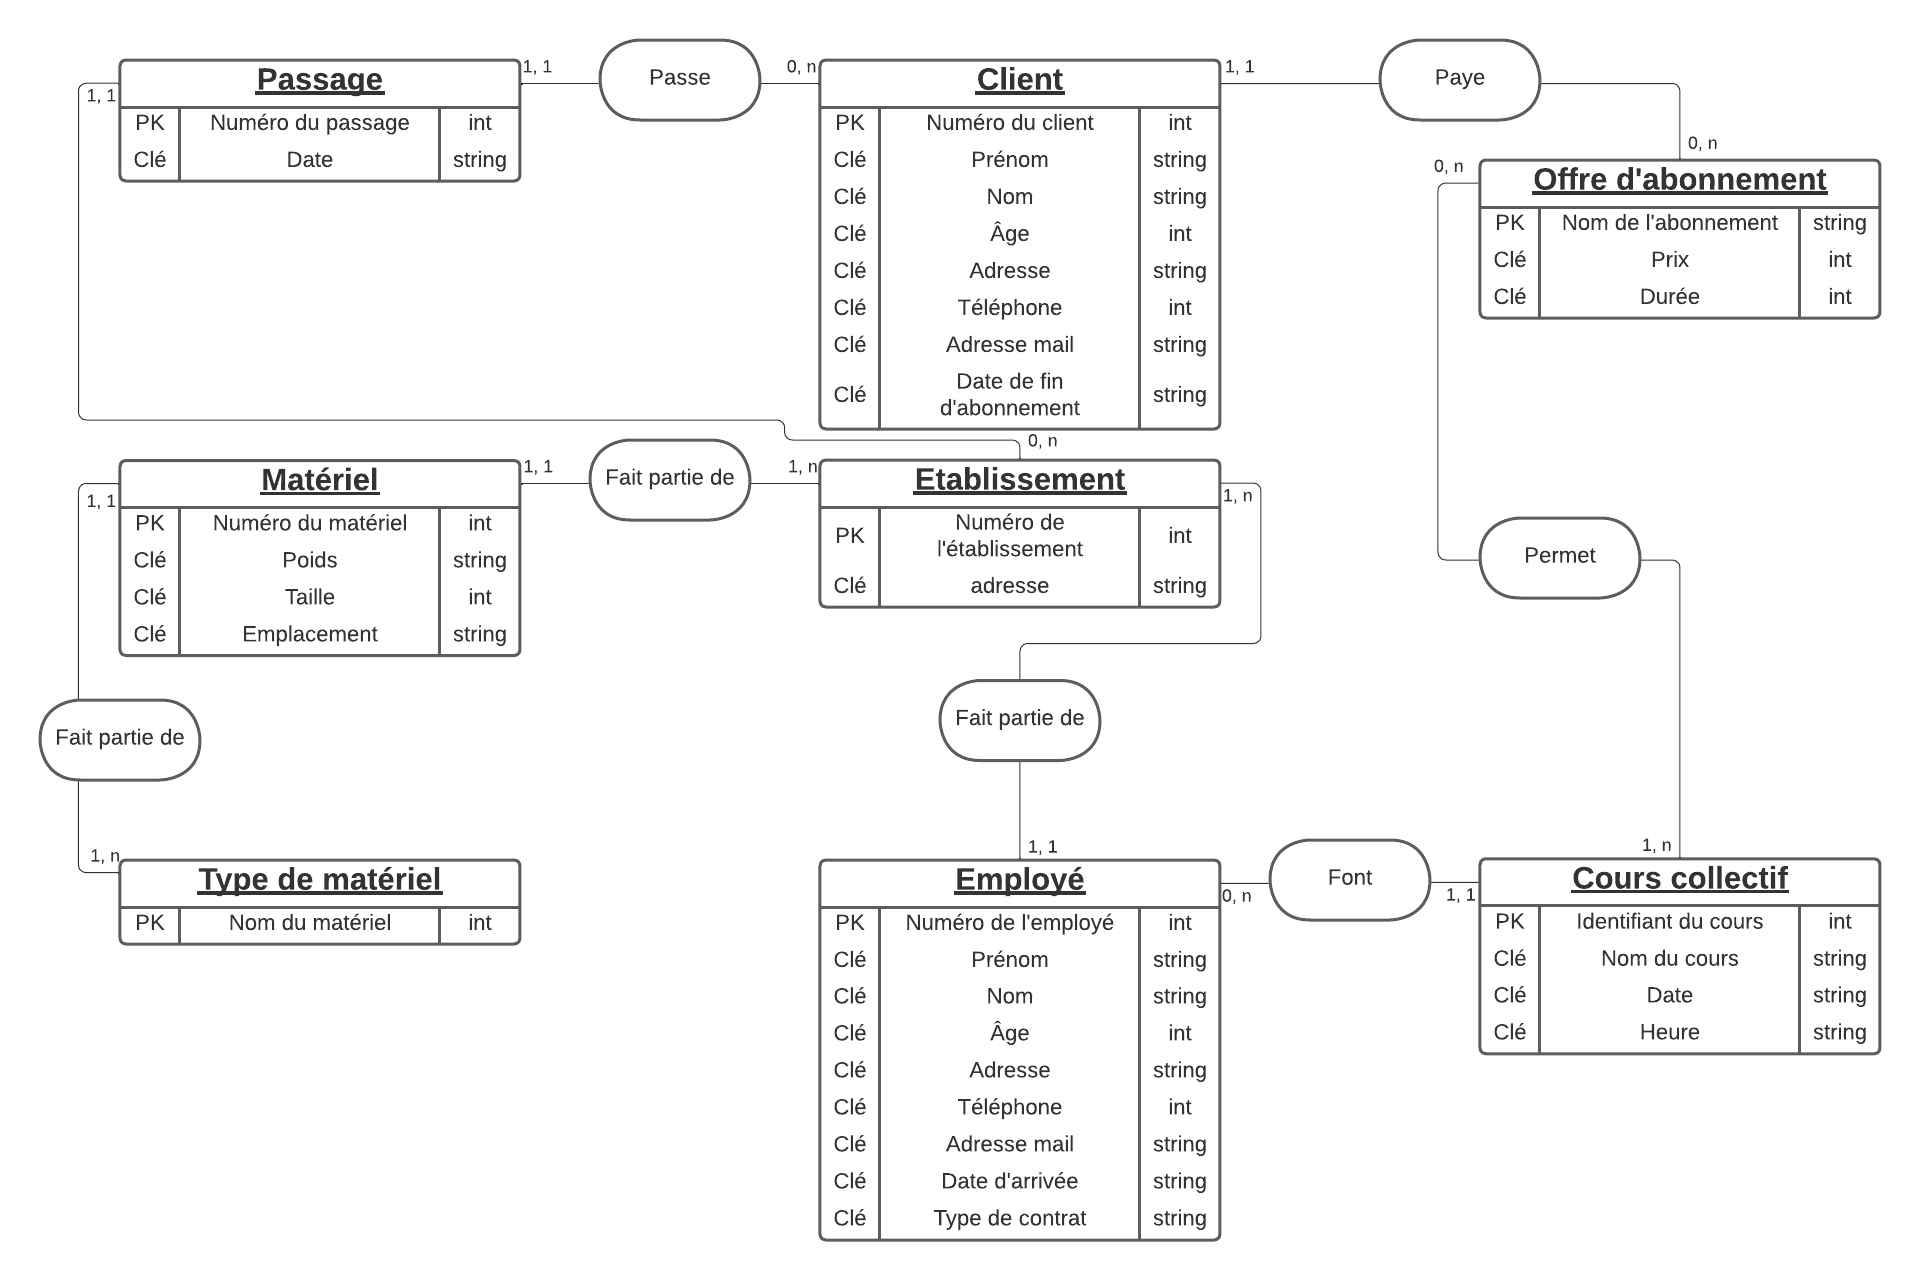 1, 1
Passage
PK Numéro du passage int
Clé Date string
1, 1
Passe
0, n
Client
PK Numéro du client int
Clé Prénom string
Clé Nom string
Clé Âge int
Clé Adresse string
Clé Téléphone int
Clé Adresse mail string
Clé Date de fin
d'abonnement string
1, 1
Paye
0, n
0, n
Offre d'abonnement
PK Nom de l'abonnement string
Clé Prix int
Clé Durée int
1, 1
Matériel
PK Numéro du matériel int
Clé Poids string
Clé Taille int
Clé Emplacement string
1, 1
Fait partie de
1, n
0, n
Etablissement
PK Numéro de
l'établissement int
Clé adresse string
1, n
Permet
Fait partie de
Fait partie de
1, n
Type de matériel
PK Nom du matériel int
1, 1
Employé
PK Numéro de l'employé int
Clé Prénom string
Clé Nom string
Clé Âge int
Clé Adresse string
Clé Téléphone int
Clé Adresse mail string
Clé Date d'arrivée string
Clé Type de contrat string
0, n
Font
1, 1
1, n
Cours collectif
PK Identifiant du cours int
Clé Nom du cours string
Clé Date string
Clé Heure string